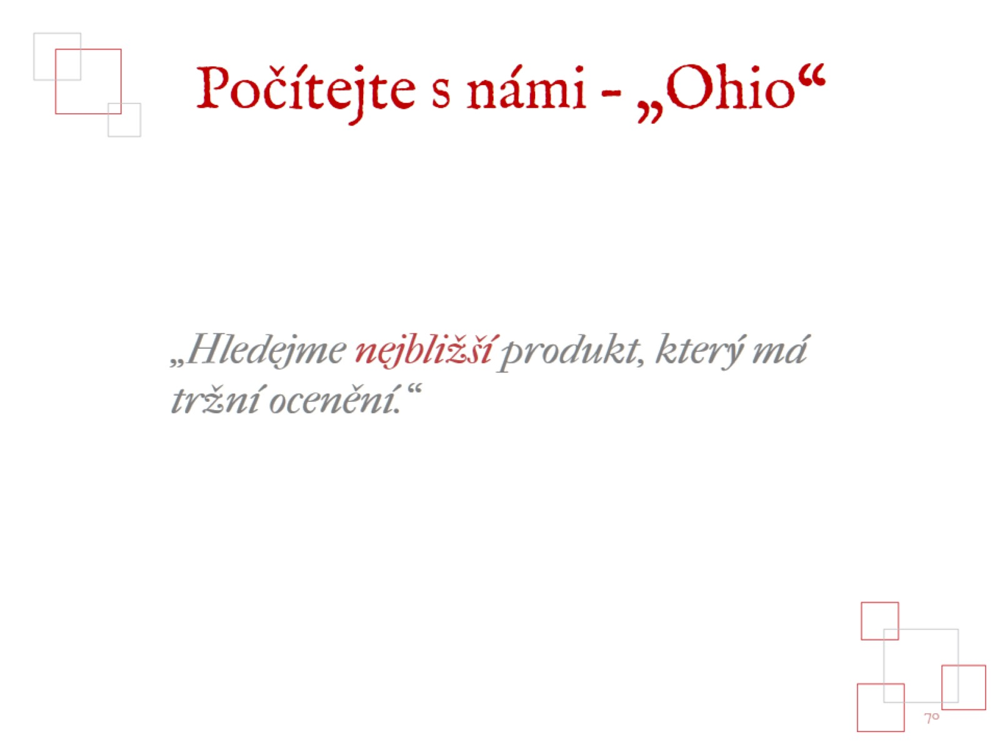 Počítejte s námi - „Ohio“
„Hledejme nejbližší produkt, který má
tržní ocenění.“
70